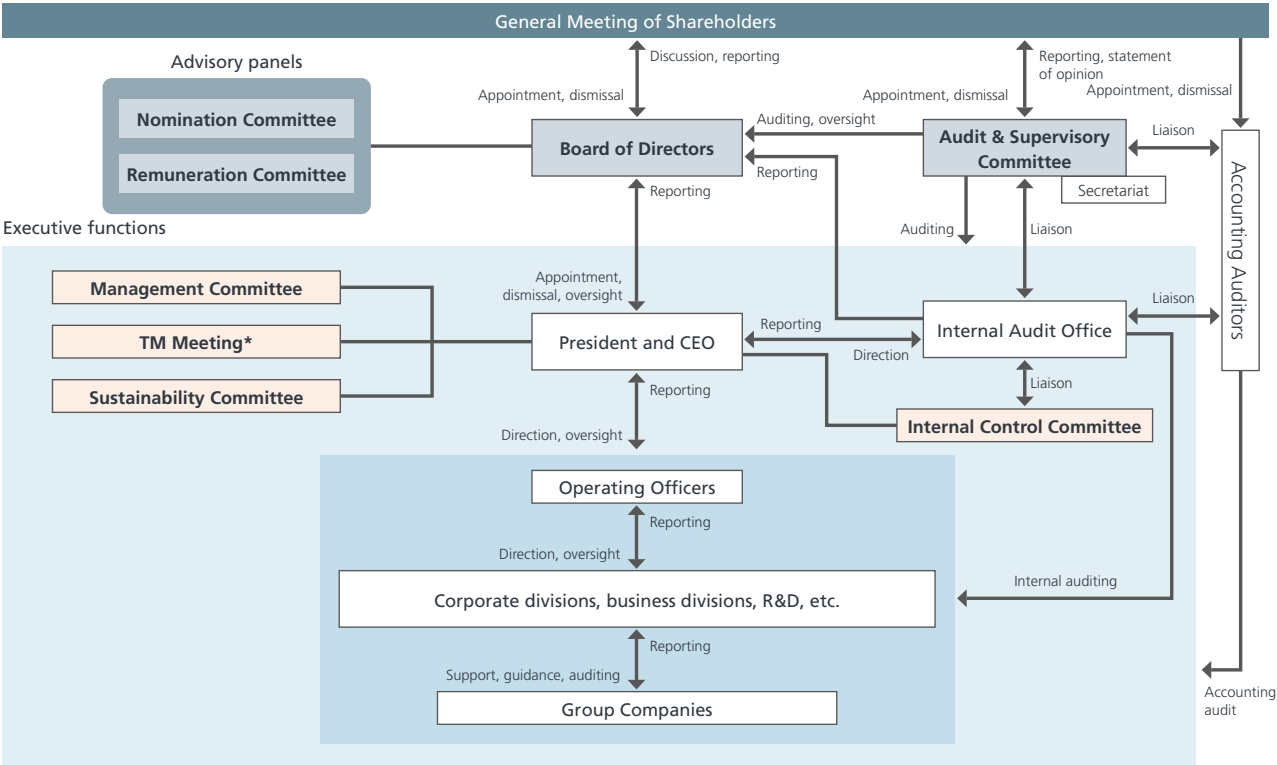 General Meeting of Shareholders
Advisory panels
Nomination Committee
Remuneration Committee
Discussion, reporting
Appointment, dismissal
Reporting, statement
of opinion
Appointment, dismissal
Appointment, dismissal
Board of Directors
Auditing, oversight
Reporting
Audit & Supervisory
Committee
Secretariat
Liaison
Accounting Auditors
Reporting
Auditing
Liaison
Executive functions
Management Committee
TM Meeting*
Sustainability Committee
Appointment,
dismissal, oversight
President and CEO
Reporting
Direction
Internal Audit Office
Liaison
Liaison
Internal Control Committee
Reporting
Direction, oversight
Operating Officers
Reporting
Direction, oversight
Corporate divisions, business divisions, R&D, etc.
Internal auditing
Reporting
Support, guidance, auditing
Group Companies
Accounting
audit